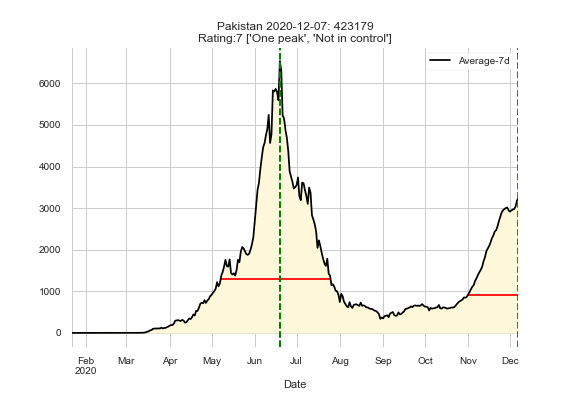 Pakistan 2020-12-07: 423179
Rating:7 ['One peak', 'Not in control']
Average-7d
6000
5000
4000
3000
2000
1000
0
Feb Mar Apr May Jun Jul Aug Sep Oct Nov Dec
2020
Date